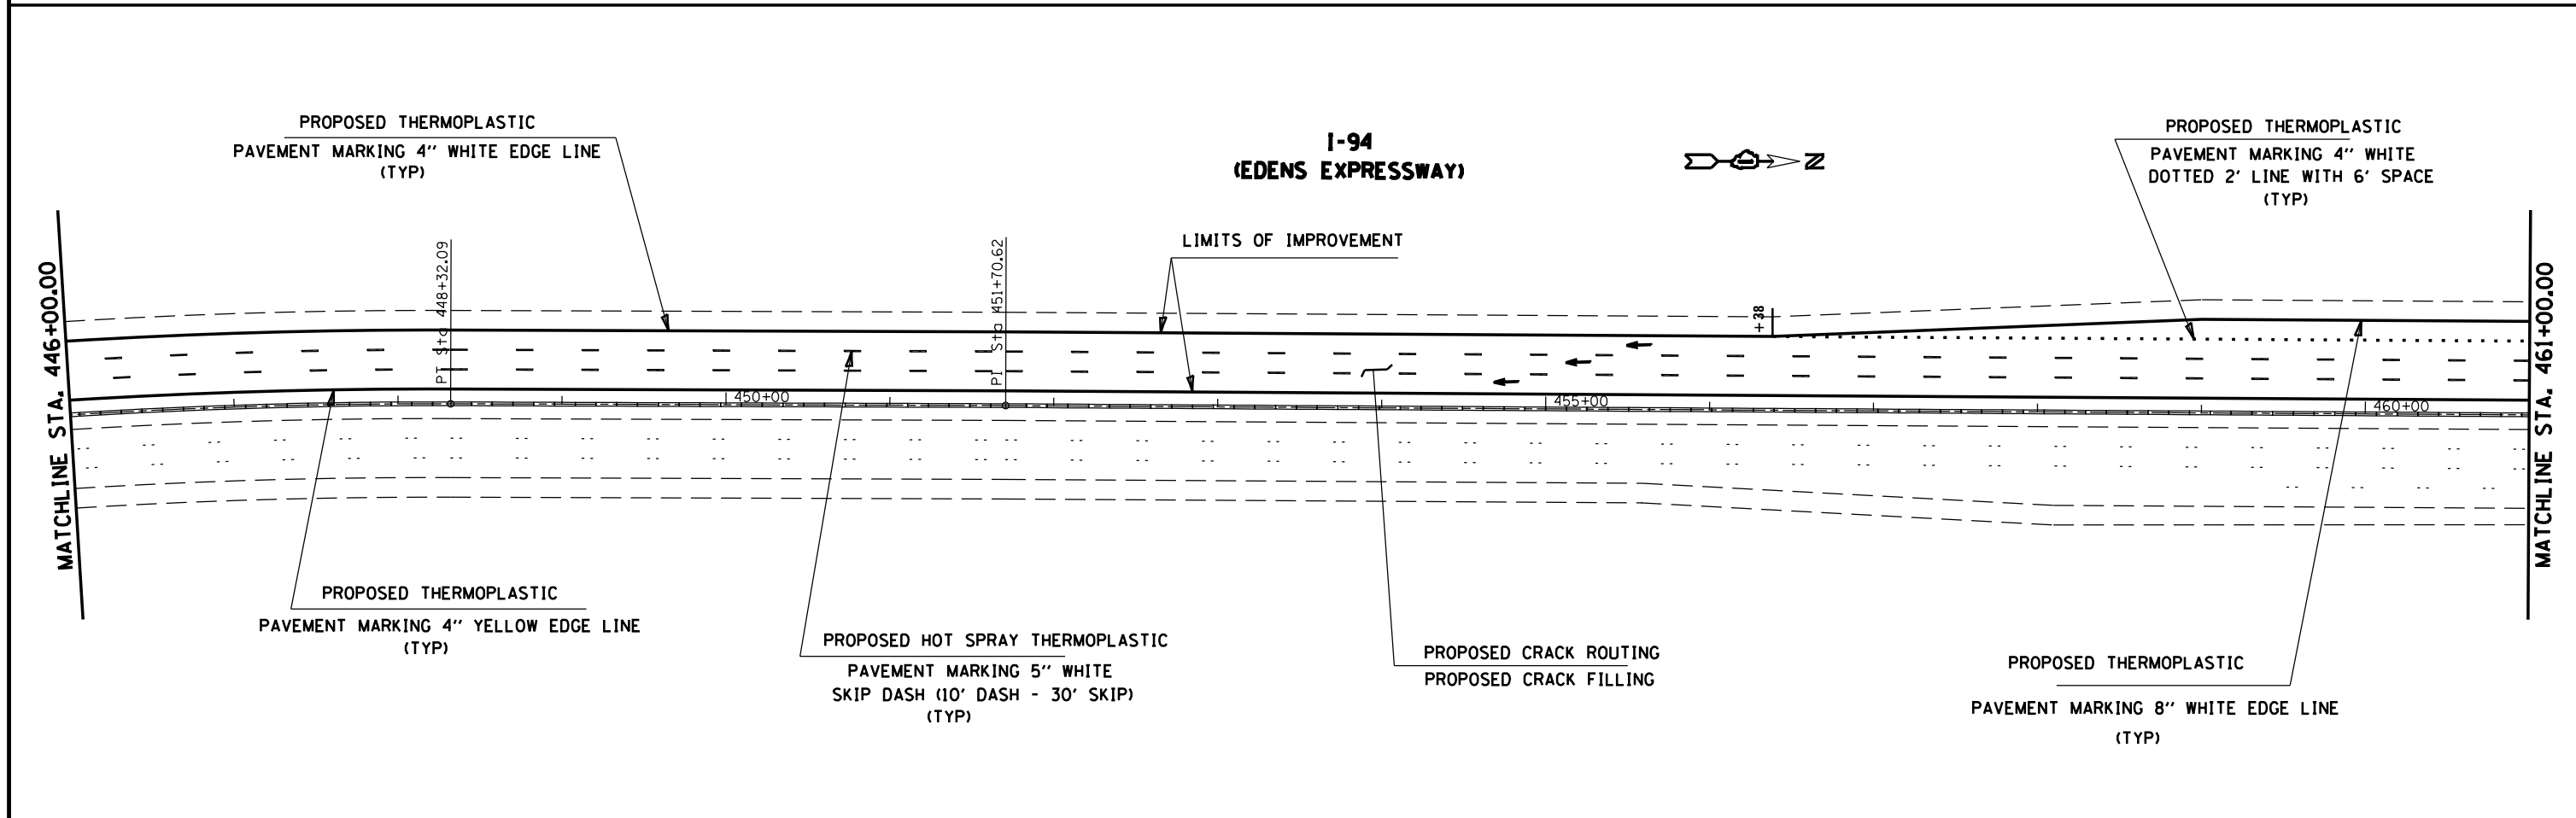 PROPOSED THERMOPLASTIC
PAVEMENT MARKING 4'' WHITE EDGE LINE
(TYP)
I-94
(EDENS EXPRESSWAY)
N
PROPOSED THERMOPLASTIC
PAVEMENT MARKING 4'' WHITE
DOTTED 2' LINE WITH 6' SPACE
(TYP)
LIMITS OF IMPROVEMENT
MATCHLINE STA. 446+00.00
PT Sta 448+32.09
PI Sta 451+70.62
+38
MATCHLINE STA. 461+00.00
450+00
455+00
460+00
PROPOSED THERMOPLASTIC
PAVEMENT MARKING 4'' YELLOW EDGE LINE
(TYP)
PROPOSED HOT SPRAY THERMOPLASTIC
PAVEMENT MARKING 5'' WHITE
SKIP DASH (10' DASH - 30' SKIP)
(TYP)
PROPOSED CRACK ROUTING
PROPOSED CRACK FILLING
PROPOSED THERMOPLASTIC
PAVEMENT MARKING 8'' WHITE EDGE LINE
(TYP)